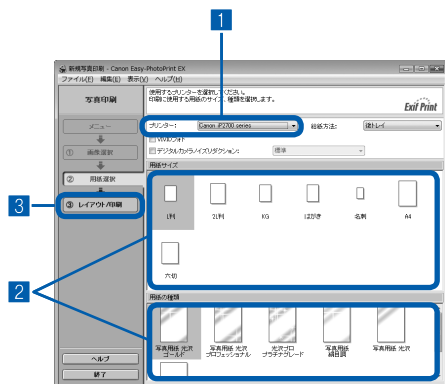 1
新規写真印刷 - Canon Easy-PhotoPrint EX
ファイル(F) 編集(E) 表示(V) ヘルプ(H)
写真印刷
使用するプリンターを選択してください。
印刷に使用する用紙のサイズ、種類を選択します。
Exif Print
メニュー
プリンター: Canon iP2700 series 給紙方法: 後トレイ
VIVIDフォト
① 画像選択
デジタルカメラノイズリダクション: 標準
用紙サイズ
② 用紙選択
3
③ レイアウト/印刷
L判 2L判 KG はがき 名刺 A4
六切
2
用紙の種類
写真用紙 光沢 ゴールド
写真用紙 光沢 プロフェッショナル
光沢プロ プラチナグレード
写真用紙 絹目調
写真用紙 光沢
ヘルプ
終了